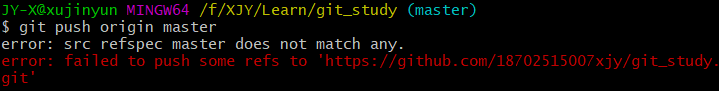 JY-X@xujinyun MINGW64 /f/XJY/Learn/git_study (master)
$ git push origin master
error: src refspec master does not match any.
error: failed to push some refs to 'https://github.com/18702515007xjy/git_study.
git'